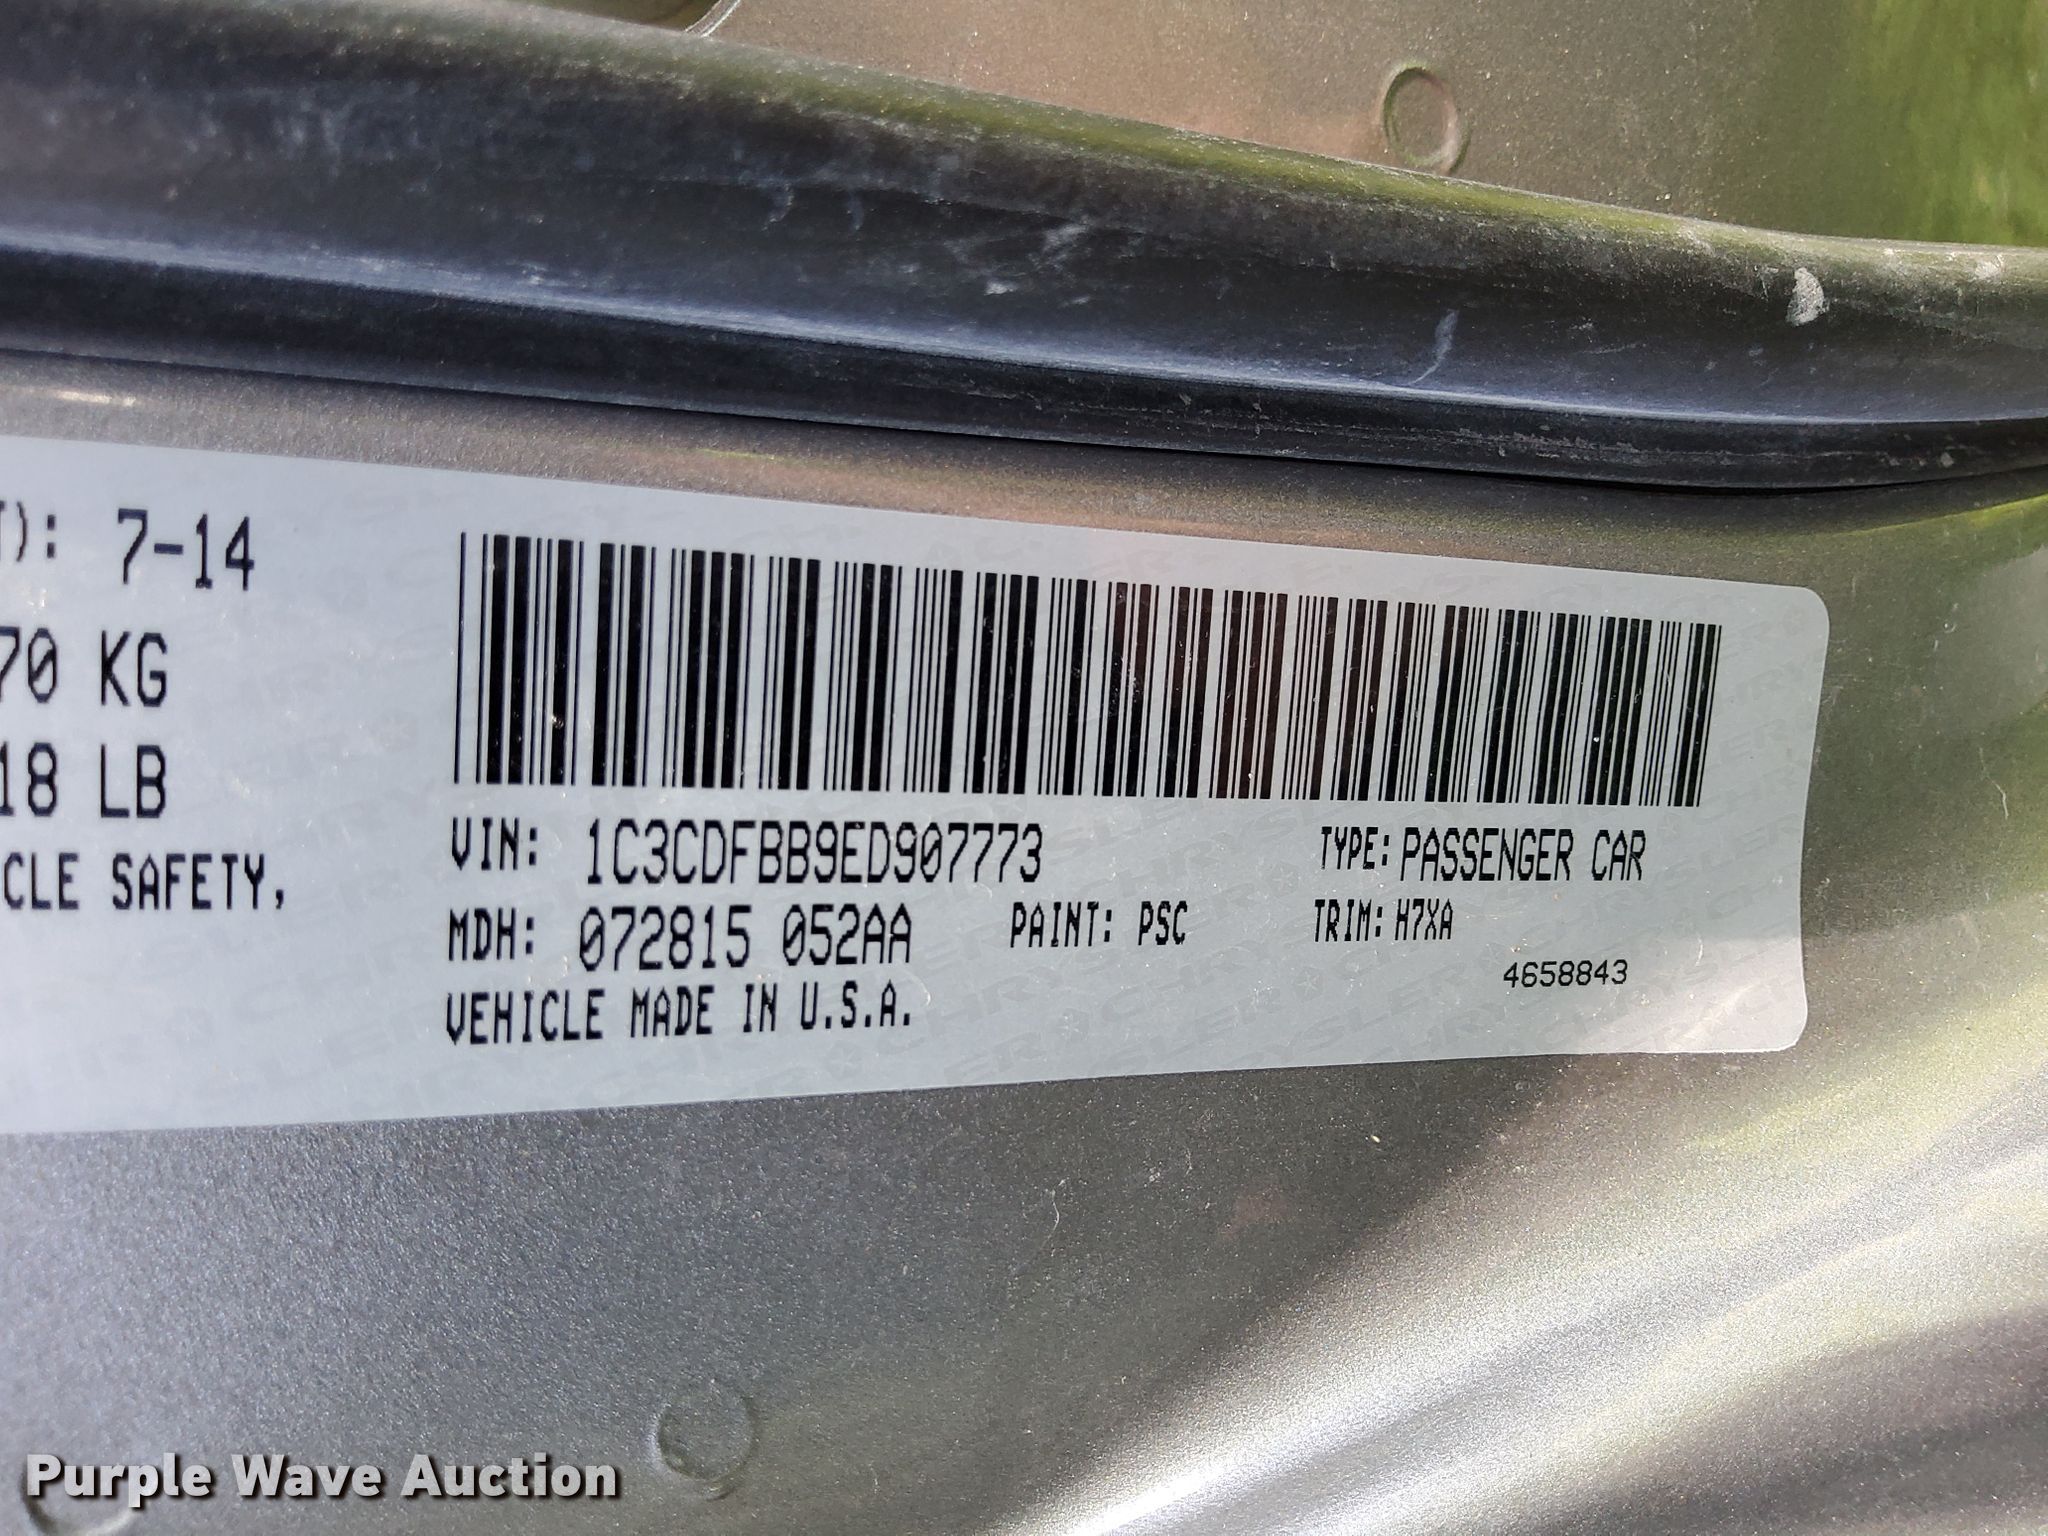 ): 7-14
70 KG
18 LB
CLE SAFETY,
VIN: 1C3CDFBB9ED907773
TYPE: PASSENGER CAR
MDH: 072815 052AA
PAINT: PSC
TRIM: H7XA
4658843
VEHICLE MADE IN U.S.A.
Purple Wave Auction